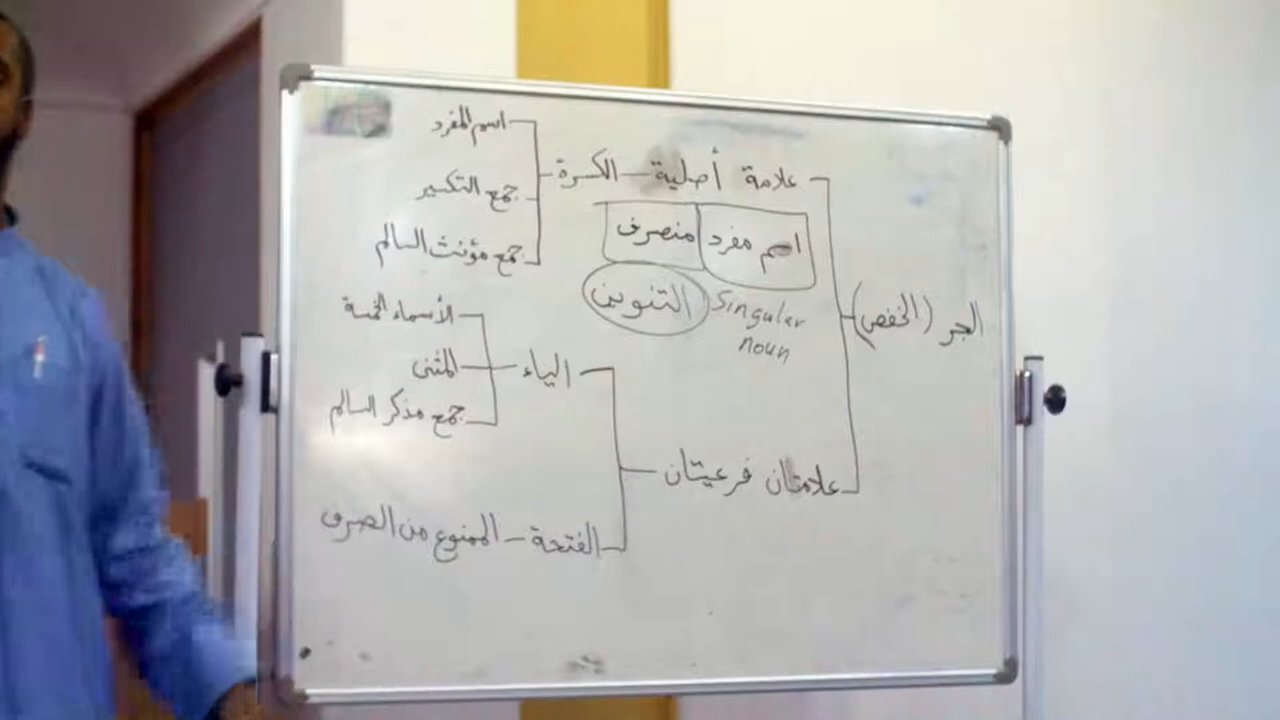 الجر (الخفض)
علامة أصلية – الكسرة
اسم المفرد
جمع التكسير
جمع مؤنث السالم
اسم مفرد منصرف
التنوين
Singular
noun
علامتان فرعيتان
الياء
الأسماء الخمسة
المثنى
جمع مذكر السالم
الفتحة – الممنوع من الصرف